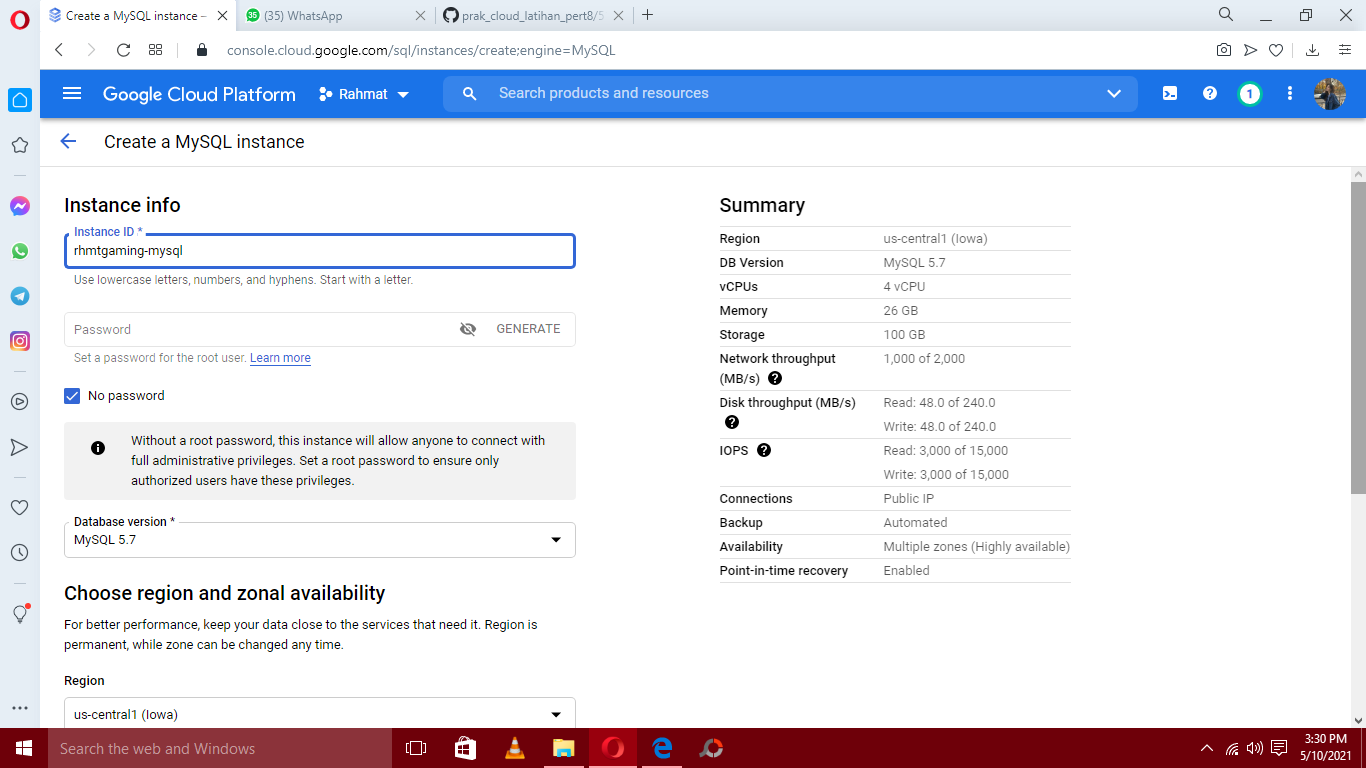 Create a MySQL instance –
(35) WhatsApp
prak_cloud_latihan_pert8/5
console.cloud.google.com/sql/instances/create;engine=MySQL
Google Cloud Platform
Rahmat
Search products and resources
1
Create a MySQL instance
Instance info
Instance ID *
rhmtgaming-mysql
Use lowercase letters, numbers, and hyphens. Start with a letter.
Password
GENERATE
Set a password for the root user. Learn more
No password
Without a root password, this instance will allow anyone to connect with
full administrative privileges. Set a root password to ensure only
authorized users have these privileges.
Database version *
MySQL 5.7
Choose region and zonal availability
For better performance, keep your data close to the services that need it. Region is
permanent, while zone can be changed any time.
Region
us-central1 (Iowa)
Summary
Region us-central1 (Iowa)
DB Version MySQL 5.7
vCPUs 4 vCPU
Memory 26 GB
Storage 100 GB
Network throughput 1,000 of 2,000
(MB/s)
Disk throughput (MB/s) Read: 48.0 of 240.0
Write: 48.0 of 240.0
IOPS Read: 3,000 of 15,000
Write: 3,000 of 15,000
Connections Public IP
Backup Automated
Availability Multiple zones (Highly available)
Point-in-time recovery Enabled
Search the web and Windows
3:30 PM
5/10/2021